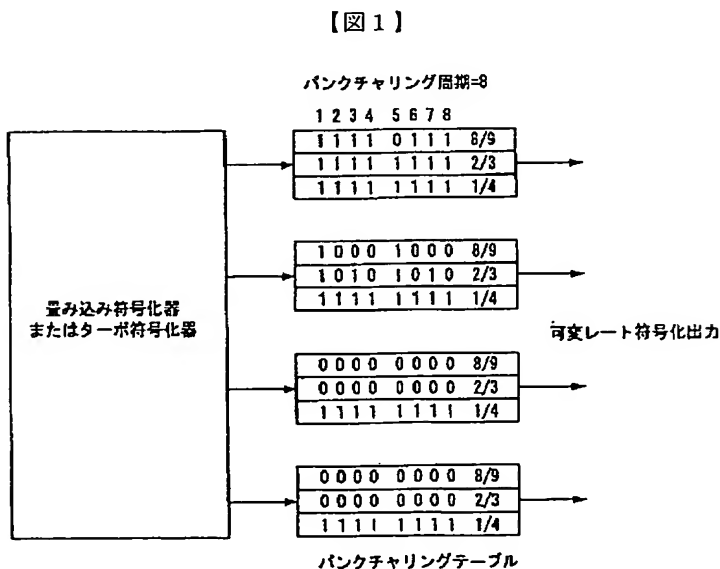 【図1】
パンクチャリング周期=8
1 2 3 4 5 6 7 8
1 1 1 1 0 1 1 1 8/9
1 1 1 1 1 1 1 1 2/3
1 1 1 1 1 1 1 1 1/4
1 0 0 0 1 0 0 0 8/9
1 0 1 0 1 0 1 0 2/3
1 1 1 1 1 1 1 1 1/4
畳み込み符号化器
またはターボ符号化器
可変レート符号化出力
0 0 0 0 0 0 0 0 8/9
0 0 0 0 0 0 0 0 2/3
1 1 1 1 1 1 1 1 1/4
0 0 0 0 0 0 0 0 8/9
0 0 0 0 0 0 0 0 2/3
1 1 1 1 1 1 1 1 1/4
パンクチャリングテーブル